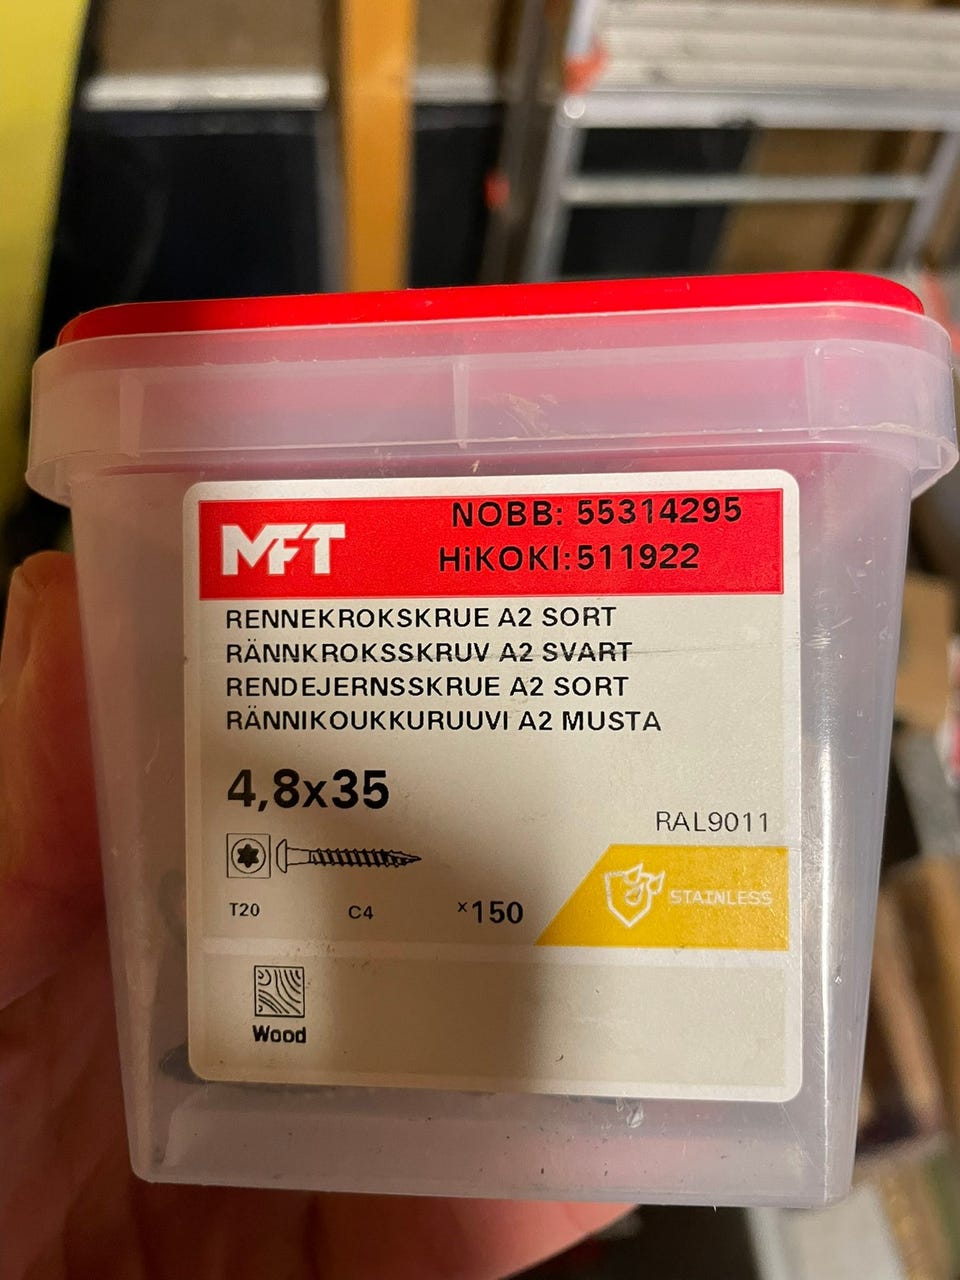 MFT
NOBB: 55314295
HiKOKI:511922
RENNEKROKSKRUE A2 SORT
RÄNNKROKSSKRUV A2 SVART
RENDEJERNSSKRUE A2 SORT
RÄNNIKOUKKURUUVI A2 MUSTA
4,8x35
RAL9011
STAINLESS
T20 C4 x150
Wood